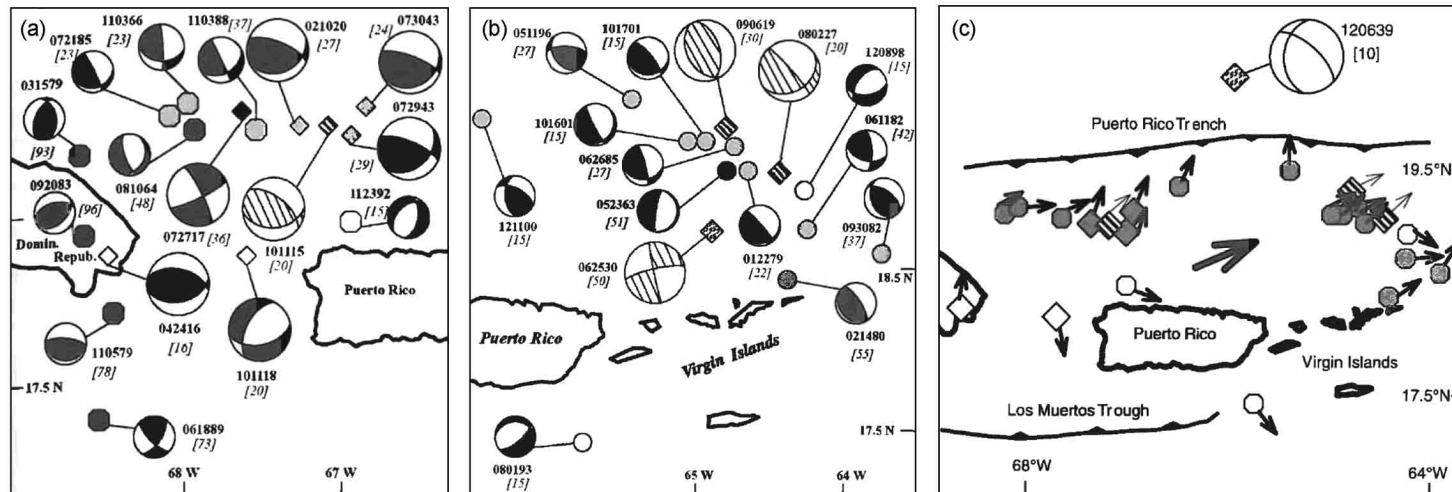 (a)
110366
[23]
110388
[37]
021020
[27]
073043
[24]
072185
[23]
031579
[93]
072943
[29]
092083
[96]
081064
[48]
112392
[15]
Domin.
Repub.
072717 [36]
101115
[20]
Puerto Rico
042416
[16]
110579
[78]
101118
[20]
17.5 N
061889
[73]
68 W
67 W
(b)
051196
[27]
101701
[15]
090619
[30]
080227
[20]
120898
[15]
101601
[15]
061182
[42]
062685
[27]
052363
[51]
121100
[15]
093082
[37]
062530
[50]
012279
[22]
18.5 N
Puerto Rico
Virgin Islands
021480
[55]
17.5 N
080193
[15]
65 W
64 W
(c)
120639
[10]
Puerto Rico Trench
19.5°N
Puerto Rico
Virgin Islands
17.5°N
Los Muertos Trough
68°W
64°W